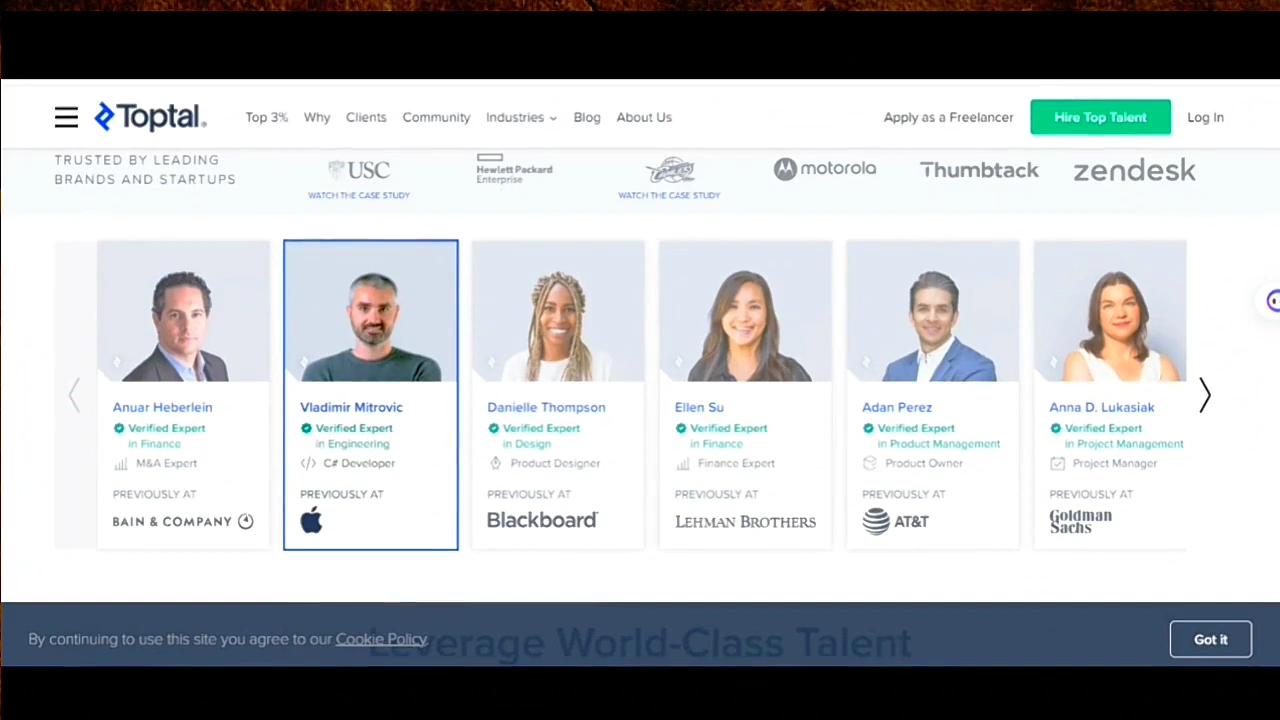 Toptal.
Top 3%
Why
Clients
Community
Industries
Blog
About Us
Apply as a Freelancer
Hire Top Talent
Log In
TRUSTED BY LEADING
BRANDS AND STARTUPS
USC
WATCH THE CASE STUDY
Hewlett Packard
Enterprise
WATCH THE CASE STUDY
motorola
Thumbtack
zendesk
Anuar Heberlein
Verified Expert
in Finance
M&A Expert
PREVIOUSLY AT
BAIN & COMPANY
Vladimir Mitrovic
Verified Expert
in Engineering
C# Developer
PREVIOUSLY AT
Danielle Thompson
Verified Expert
in Design
Product Designer
PREVIOUSLY AT
Blackboard
Ellen Su
Verified Expert
in Finance
Finance Expert
PREVIOUSLY AT
LEHMAN BROTHERS
Adan Perez
Verified Expert
in Product Management
Product Owner
PREVIOUSLY AT
AT&T
Anna D. Lukasiak
Verified Expert
in Project Management
Project Manager
PREVIOUSLY AT
Goldman
Sachs
By continuing to use this site you agree to our Cookie Policy.
Leverage World-Class Talent
Got it